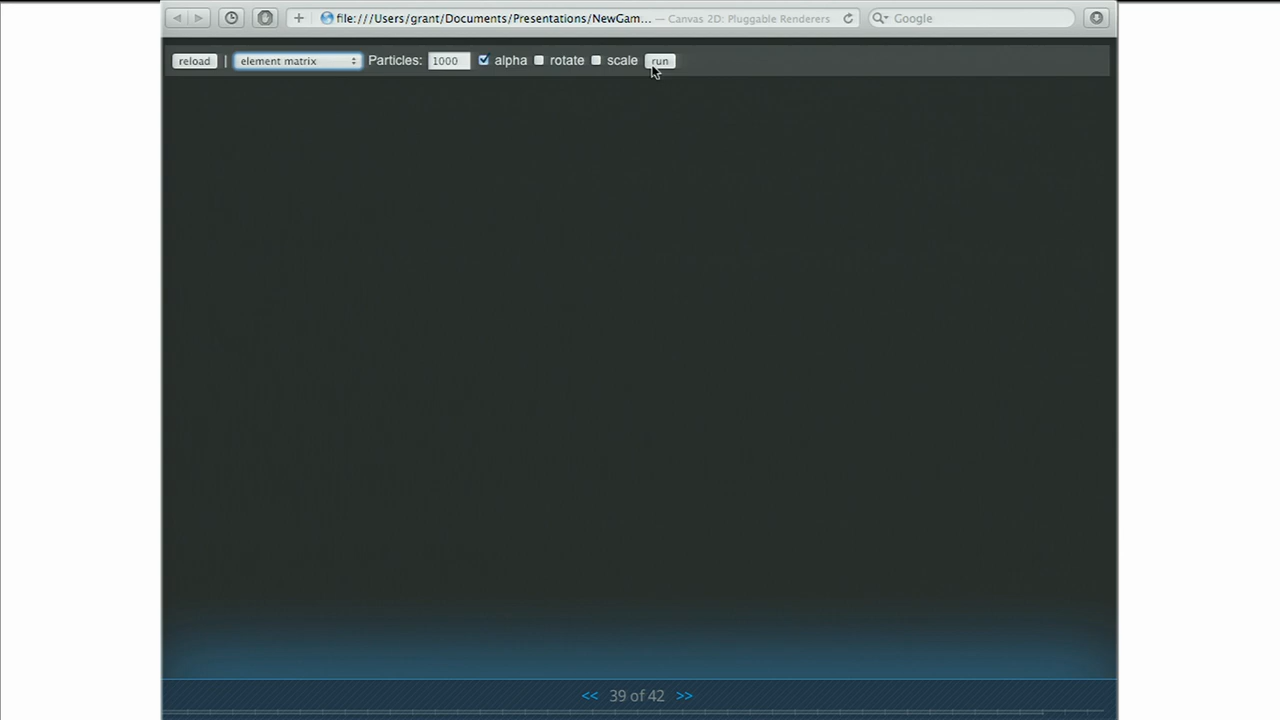 file:///Users/grant/Documents/Presentations/NewGam... — Canvas 2D: Pluggable Renderers
Google
reload | element matrix Particles: 1000 alpha rotate scale run
<< 39 of 42 >>